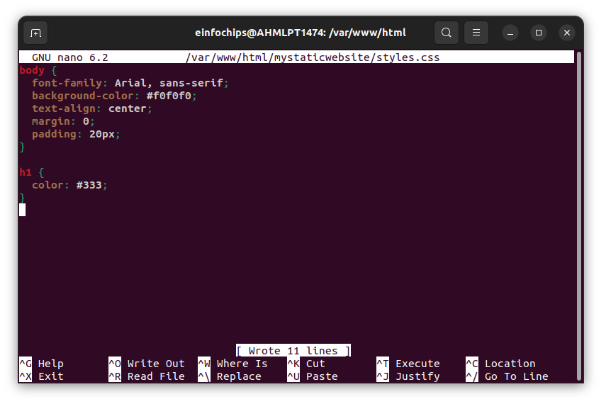 einfochips@AHMLPT1474: /var/www/html
GNU nano 6.2 /var/www/html/mystaticwebsite/styles.css
body {
font-family: Arial, sans-serif;
background-color: #f0f0f0;
text-align: center;
margin: 0;
padding: 20px;
}
h1 {
color: #333;
}
[ Wrote 11 lines ]
^G Help ^O Write Out ^W Where Is ^K Cut ^T Execute ^C Location
^X Exit ^R Read File ^\ Replace ^U Paste ^J Justify ^/ Go To Line